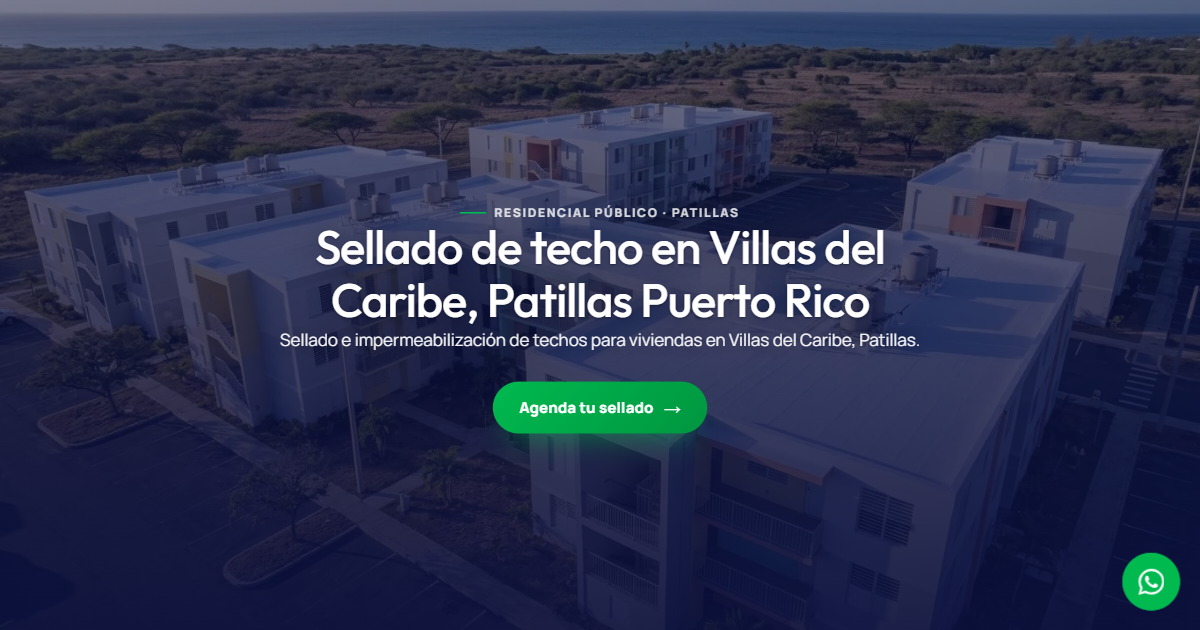 RESIDENCIAL PÚBLICO · PATILLAS
Sellado de techo en Villas del
Caribe, Patillas Puerto Rico
Sellado e impermeabilización de techos para viviendas en Villas del Caribe, Patillas.
Agenda tu sellado →